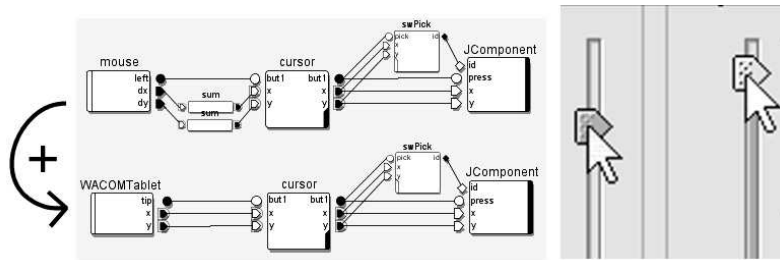 swPick
pick id
x
y
mouse
cursor
JComponent
left
dx
dy
sum
sum
but1 but1
x x
y y
id
press
x
y
+
swPick
pick id
x
y
WACOMTablet
cursor
JComponent
tip
x
y
but1 but1
x x
y y
id
press
x
y